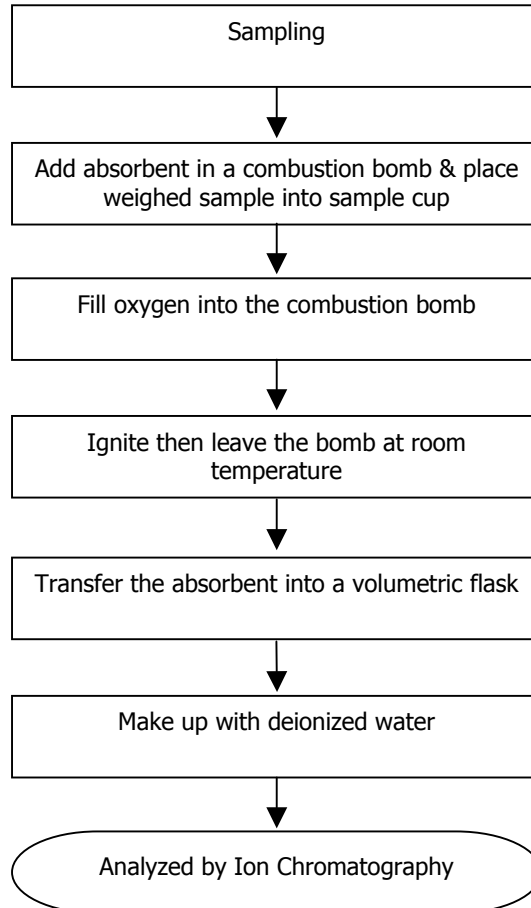 Sampling
Add absorbent in a combustion bomb & place
weighed sample into sample cup
Fill oxygen into the combustion bomb
Ignite then leave the bomb at room
temperature
Transfer the absorbent into a volumetric flask
Make up with deionized water
Analyzed by Ion Chromatography